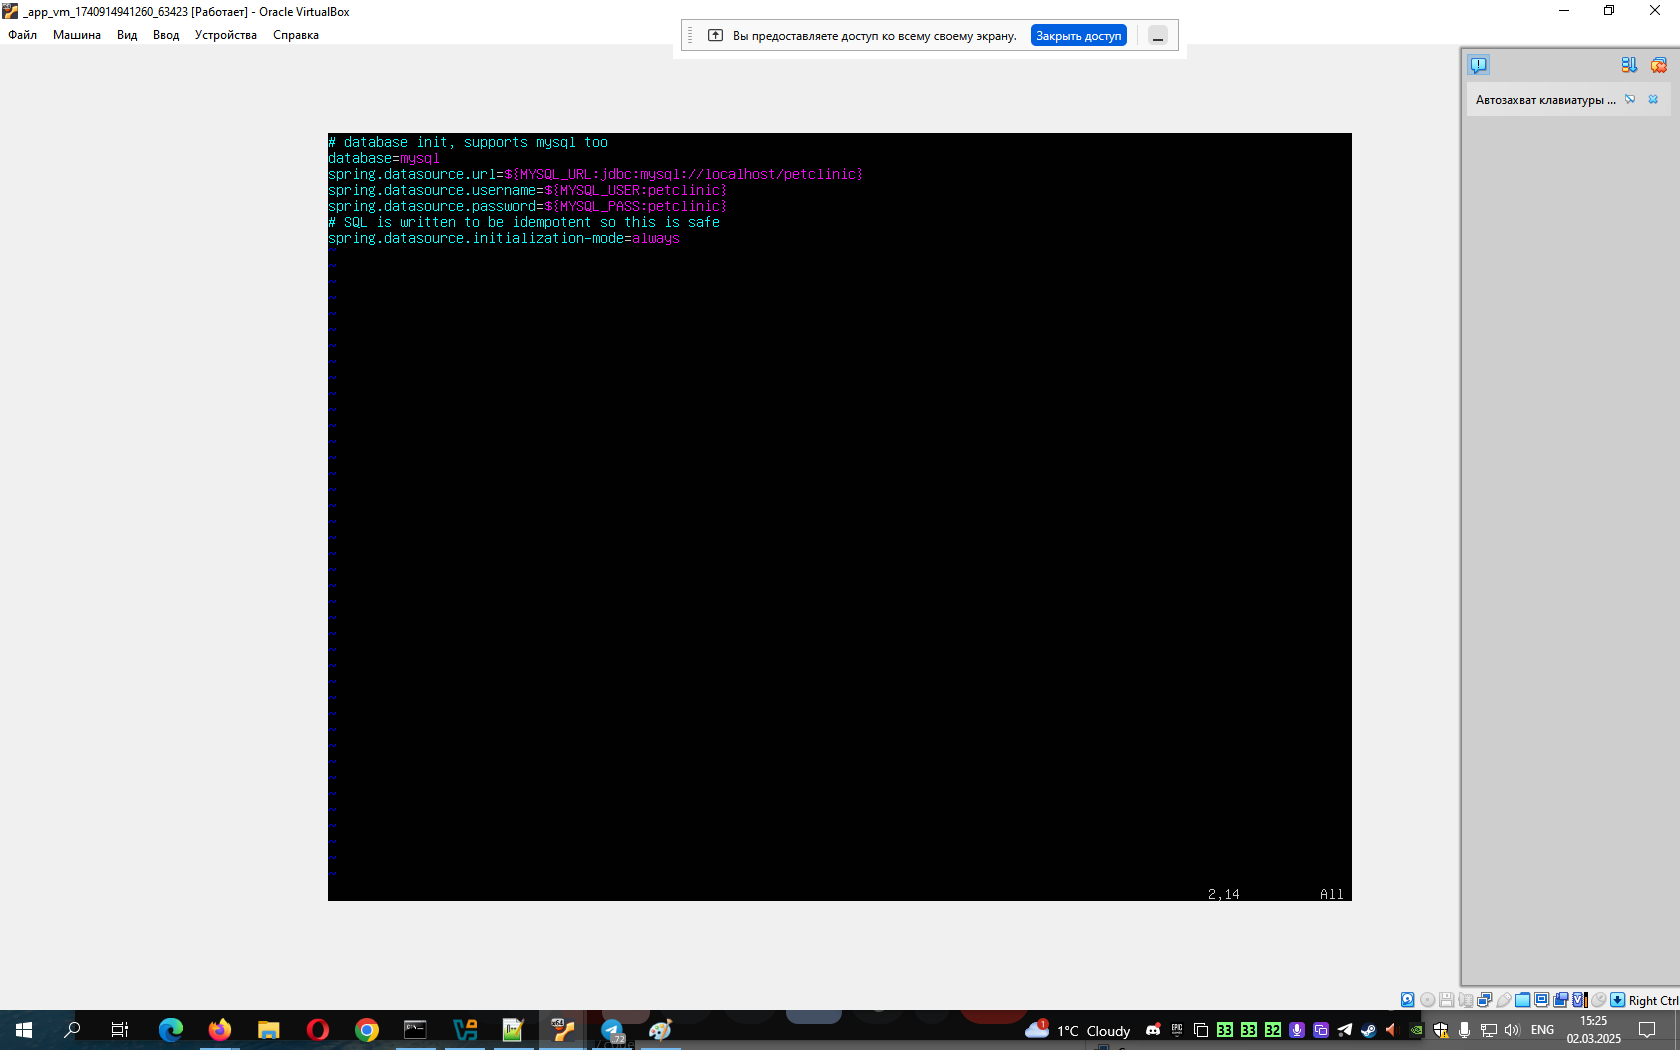 _app_vm_1740914941260_63423 [Работает] - Oracle VirtualBox
Файл Машина Вид Ввод Устройства Справка
Вы предоставляете доступ ко всему своему экрану. Закрыть доступ
Автозахват клавиатуры ...
# database init, supports mysql too
database=mysql
spring.datasource.url=${MYSQL_URL:jdbc:mysql://localhost/petclinic}
spring.datasource.username=${MYSQL_USER:petclinic}
spring.datasource.password=${MYSQL_PASS:petclinic}
# SQL is written to be idempotent so this is safe
spring.datasource.initialization-mode=always
2,14 All
Right Ctrl
1°C Cloudy
33 33 32
ENG
15:25
02.03.2025